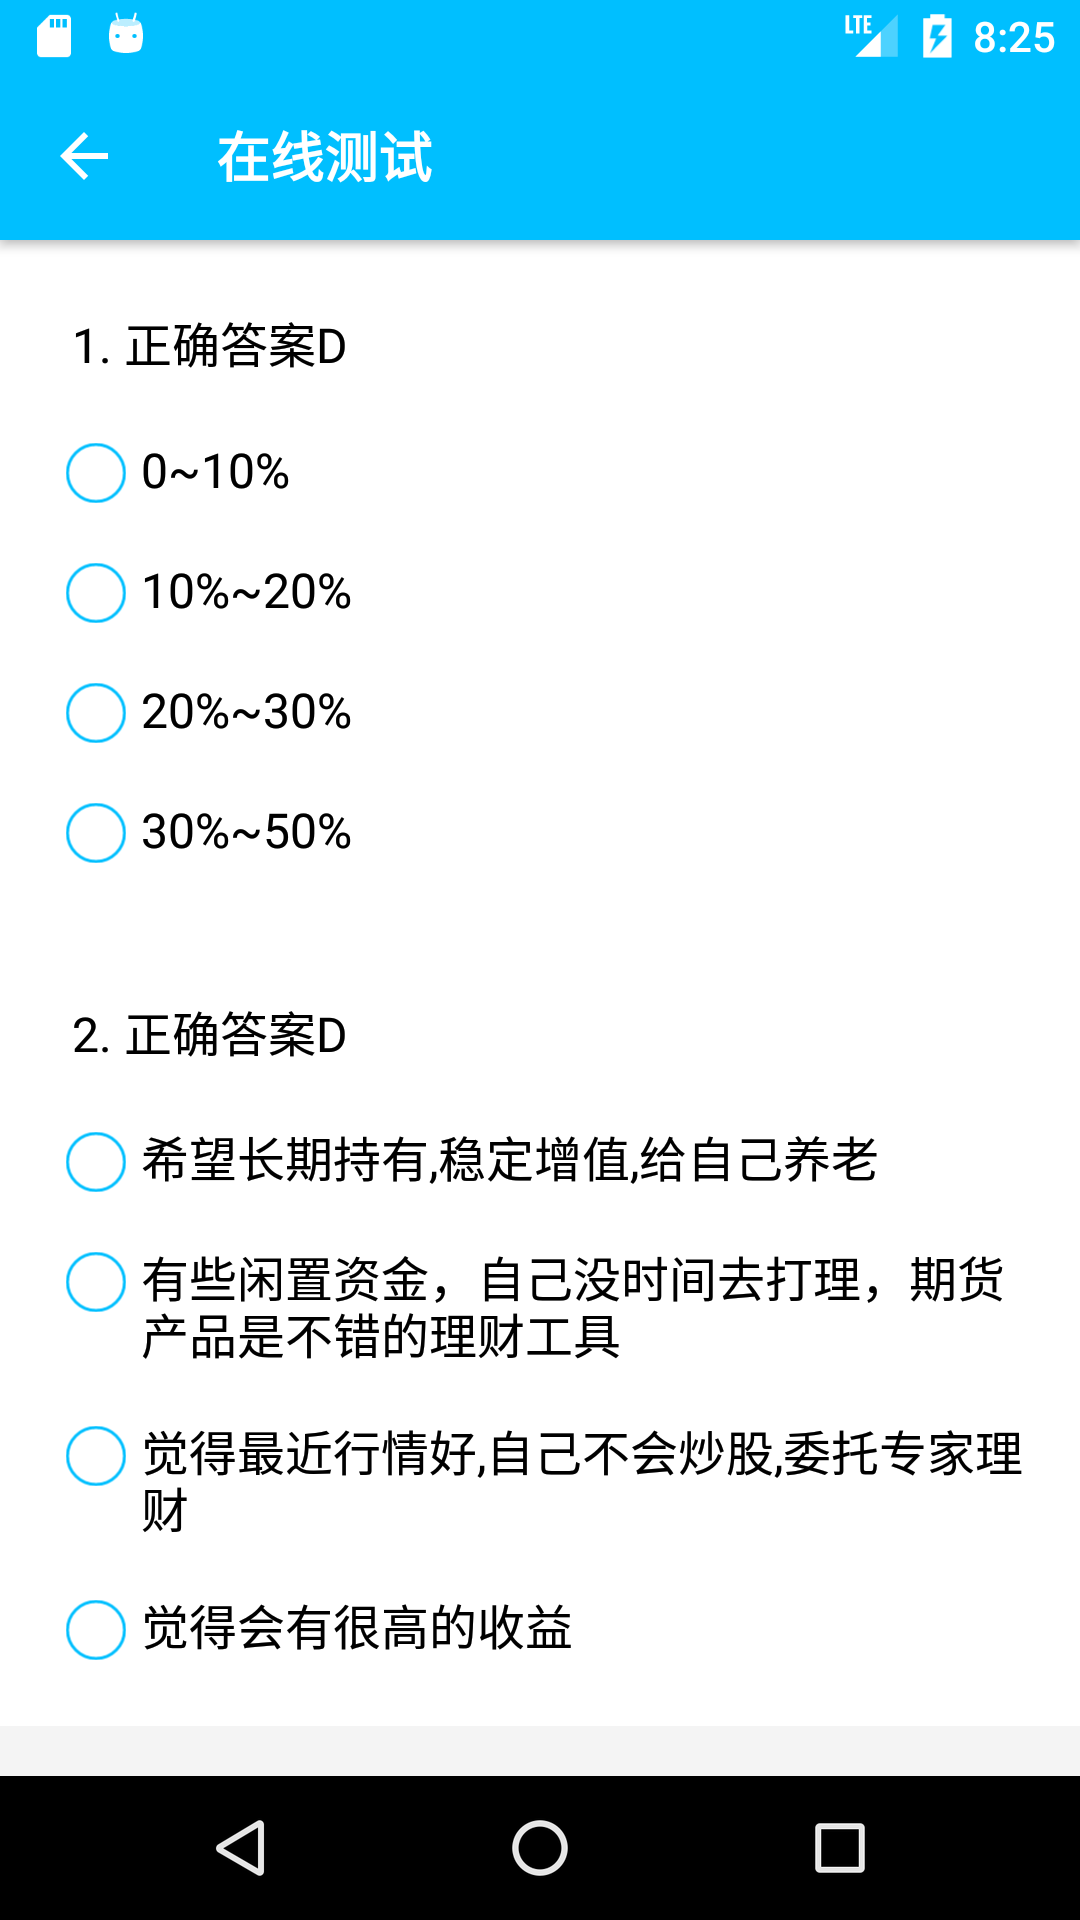 LTE 8:25
在线测试
1. 正确答案D
0~10%
10%~20%
20%~30%
30%~50%
2. 正确答案D
希望长期持有,稳定增值,给自己养老
有些闲置资金，自己没时间去打理，期货
产品是不错的理财工具
觉得最近行情好,自己不会炒股,委托专家理
财
觉得会有很高的收益